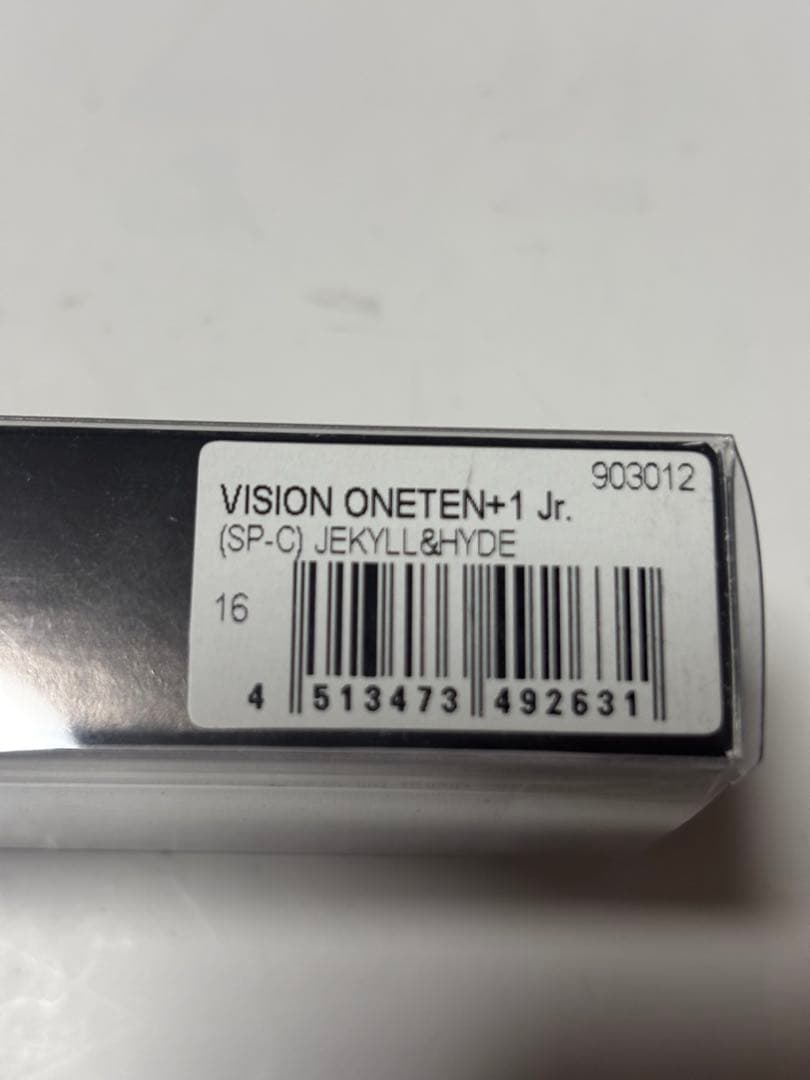 903012
VISION ONETEN+1 Jr.
(SP-C) JEKYLL&HYDE
16
4 513473 492631